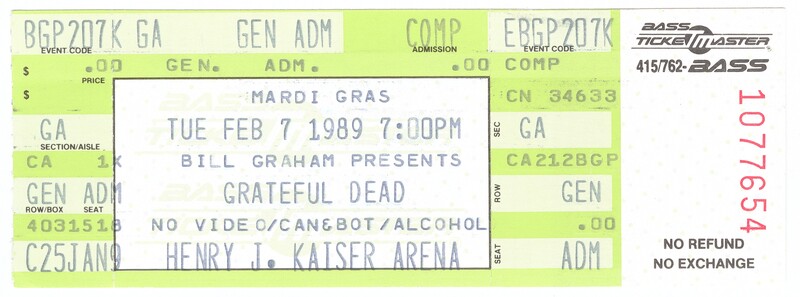 BGP207K GA GEN ADM COMP EBGP207K
EVENT CODE ADMISSION EVENT CODE
$ .00 GEN. ADM. .00 COMP
PRICE
$ MARDI GRAS CN 34633
GA TUE FEB 7 1989 7:00PM SEC GA
SECTION/AISLE
CA 1X BILL GRAHAM PRESENTS CA212BGP
GEN ADM GRATEFUL DEAD ROW GEN
ROW/BOX SEAT
4031518 NO VIDEO/CAN&BOT/ALCOHOL .00
C25JAN9 HENRY J. KAISER ARENA SEAT ADM
BASS
TICKETMASTER
415/762-BASS
1077654
NO REFUND
NO EXCHANGE